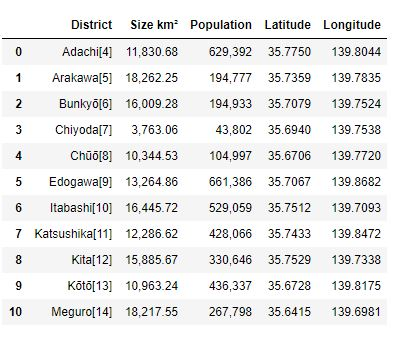 District Size km² Population Latitude Longitude
0 Adachi[4] 11,830.68 629,392 35.7750 139.8044
1 Arakawa[5] 18,262.25 194,777 35.7359 139.7835
2 Bunkyō[6] 16,009.28 194,933 35.7079 139.7524
3 Chiyoda[7] 3,763.06 43,802 35.6940 139.7538
4 Chūō[8] 10,344.53 104,997 35.6706 139.7720
5 Edogawa[9] 13,264.86 661,386 35.7067 139.8682
6 Itabashi[10] 16,445.72 529,059 35.7512 139.7093
7 Katsushika[11] 12,286.62 428,066 35.7433 139.8472
8 Kita[12] 15,885.67 330,646 35.7529 139.7338
9 Kōtō[13] 10,963.24 436,337 35.6728 139.8175
10 Meguro[14] 18,217.55 267,798 35.6415 139.6981